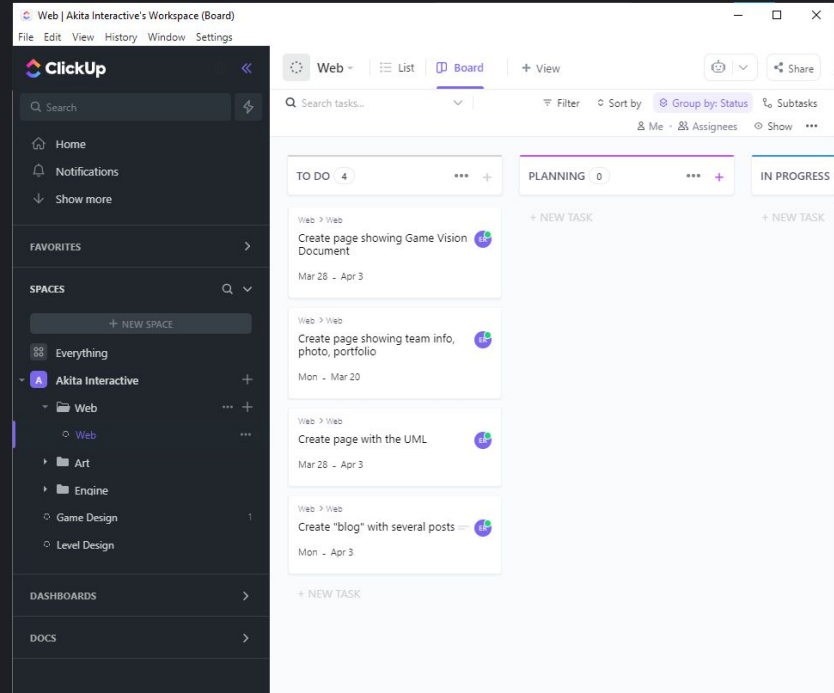 Web | Akita Interactive's Workspace (Board)
File Edit View History Window Settings
ClickUp
Search
Home
Notifications
Show more
FAVORITES
SPACES
+ NEW SPACE
Everything
A Akita Interactive
Web
Web
Art
Engine
Game Design 1
Level Design
DASHBOARDS
DOCS
Web List Board + View Share
Search tasks... Filter Sort by Group by: Status Subtasks
Me Assignees Show
TO DO 4
Web > Web
Create page showing Game Vision
Document
ER
Mar 28 - Apr 3
Web > Web
Create page showing team info,
photo, portfolio
ER
Mon - Mar 20
Web > Web
Create page with the UML
ER
Mar 28 - Apr 3
Web > Web
Create "blog" with several posts
ER
Mon - Apr 3
+ NEW TASK
PLANNING 0
+ NEW TASK
IN PROGRESS
+ NEW TASK